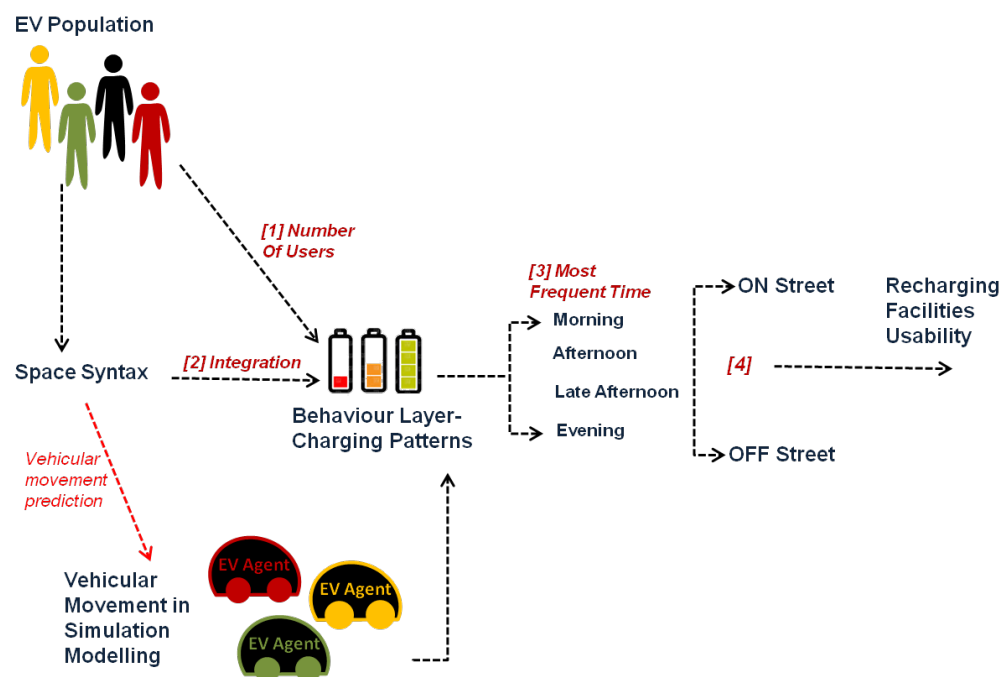 EV Population
[1] Number
Of Users
[3] Most
Frequent Time
Morning
Afternoon
Late Afternoon
Evening
ON Street
OFF Street
[4]
Recharging
Facilities
Usability
Space Syntax
[2] Integration
Behaviour Layer-
Charging Patterns
Vehicular
movement
prediction
Vehicular
Movement in
Simulation
Modelling
EV Agent
EV Agent
EV Agent